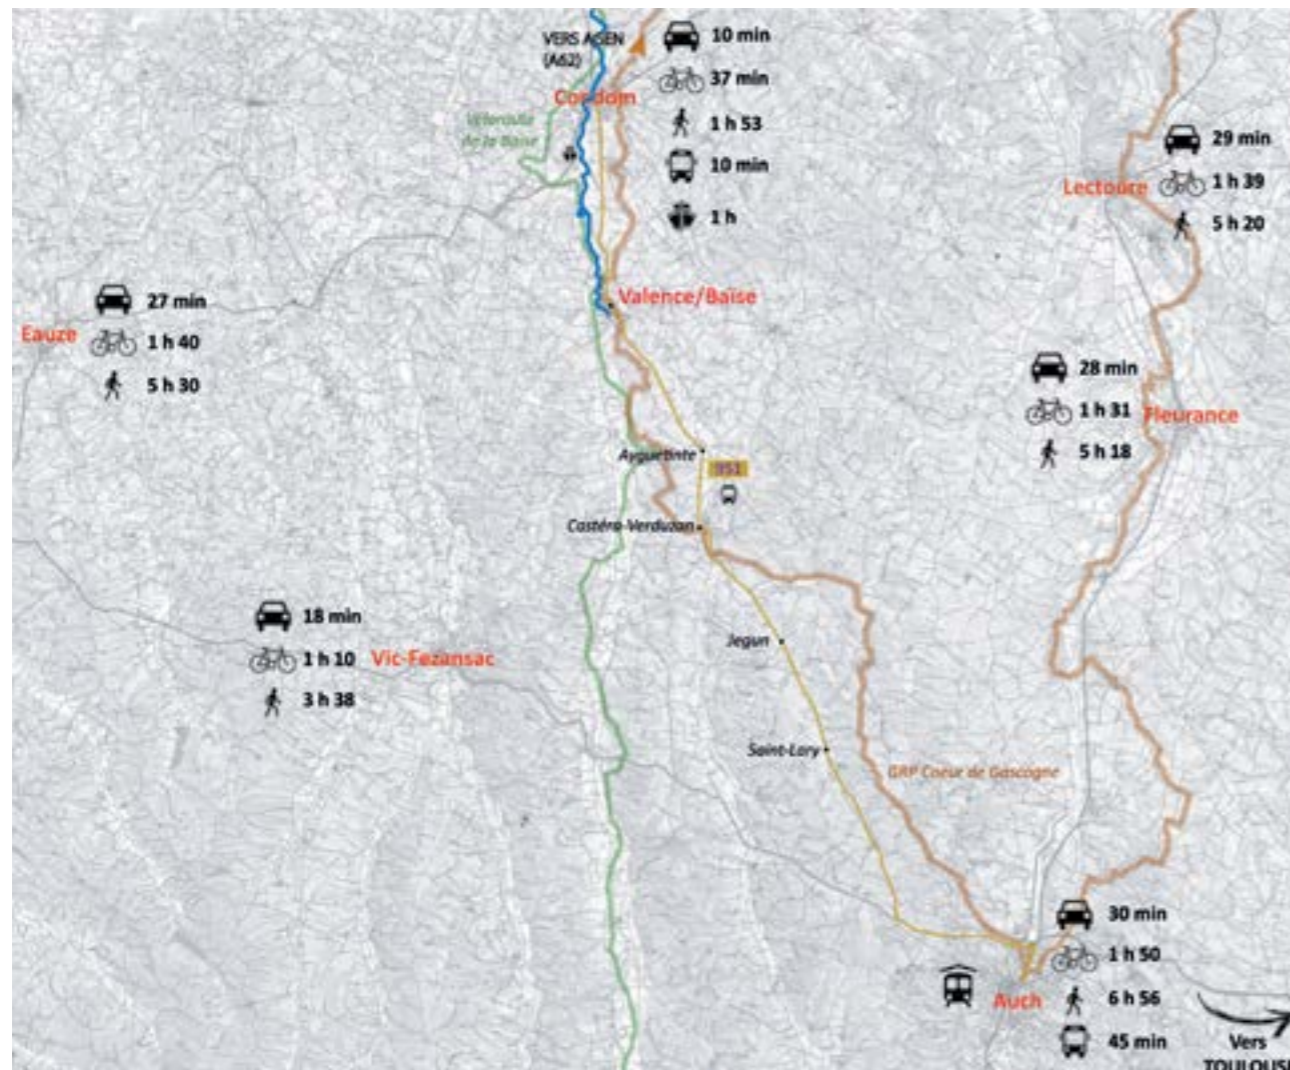 VERS AGEN
(A62)
10 min
37 min
Condom
Véloroute
de la Baïse
1 h 53
10 min
1 h
29 min
Lectoure
1 h 39
5 h 20
Valence/Baïse
27 min
Eauze
1 h 40
5 h 30
28 min
1 h 31
Fleurance
5 h 18
Ayguetinte
951
Castéra-Verduzan
18 min
1 h 10
Vic-Fezansac
3 h 38
Jegun
Saint-Lary
GRP Coeur de Gascogne
30 min
1 h 50
Auch
6 h 56
45 min
Vers
TOULOUSE